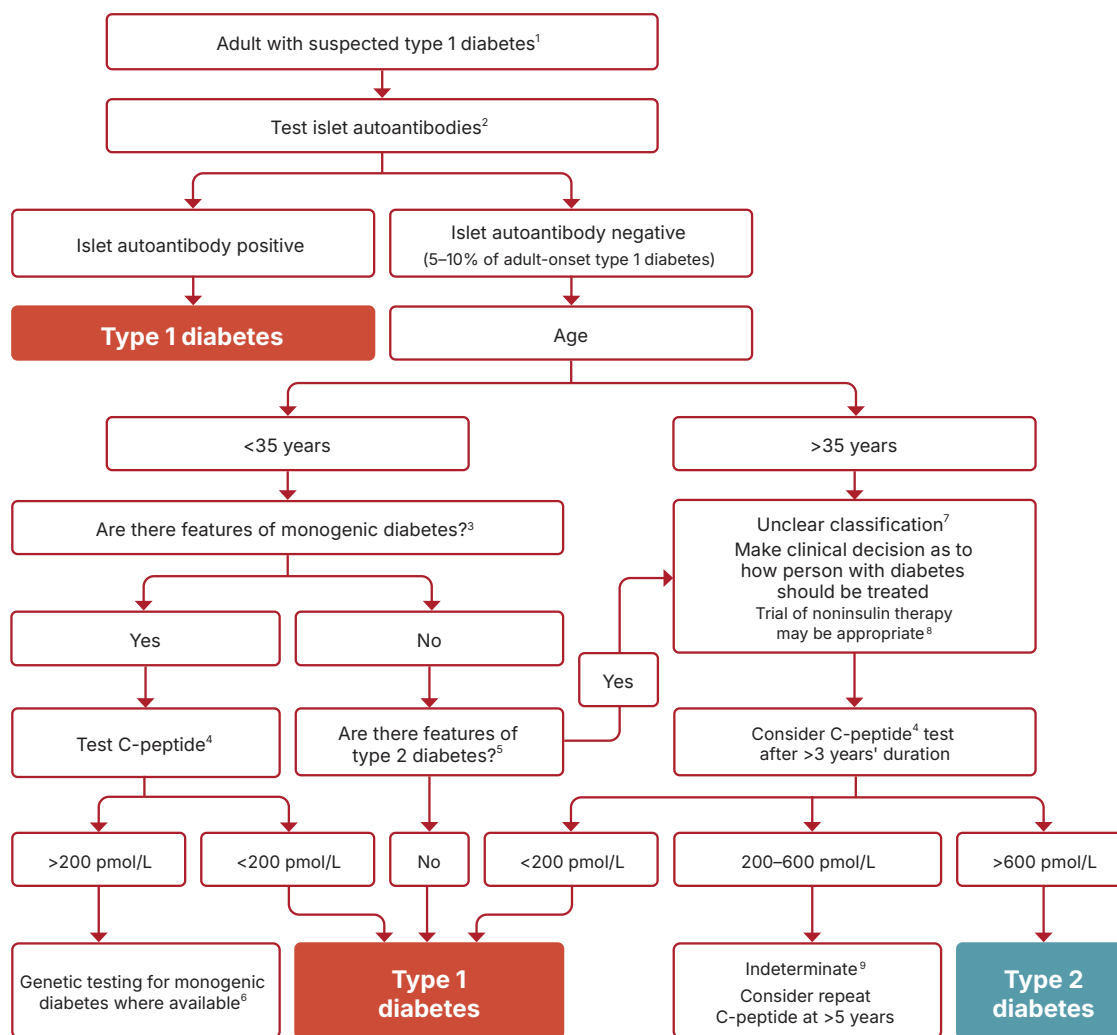 Adult with suspected type 1 diabetes¹
Test islet autoantibodies²
Islet autoantibody positive
Islet autoantibody negative
(5–10% of adult-onset type 1 diabetes)
Type 1 diabetes
Age
<35 years
>35 years
Are there features of monogenic diabetes?³
Unclear classification⁷
Make clinical decision as to
how person with diabetes
should be treated
Trial of noninsulin therapy
may be appropriate⁸
Yes
No
Yes
Test C-peptide⁴
Are there features of
type 2 diabetes?⁵
Consider C-peptide⁴ test
after >3 years' duration
>200 pmol/L
<200 pmol/L
No
<200 pmol/L
200–600 pmol/L
>600 pmol/L
Genetic testing for monogenic
diabetes where available⁶
Type 1
diabetes
Indeterminate⁹
Consider repeat
C-peptide at >5 years
Type 2
diabetes